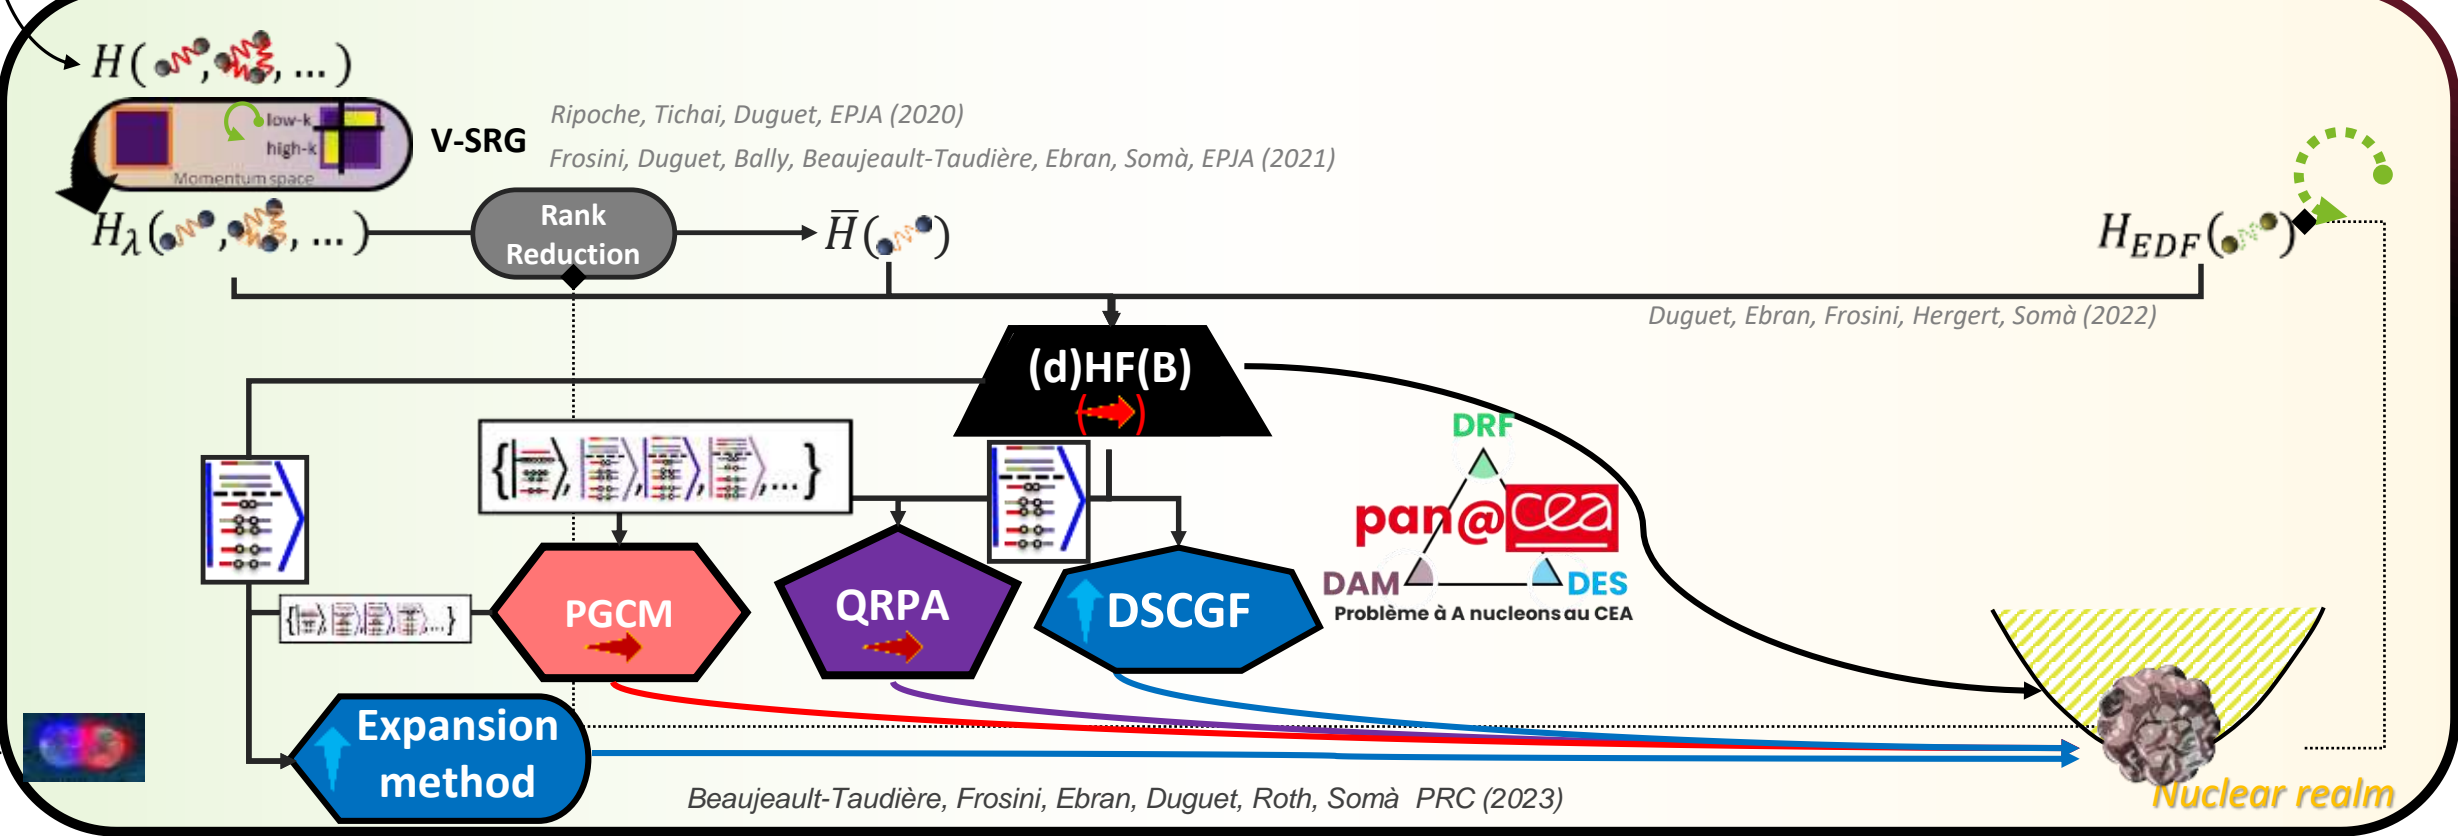 H( , , ... )
low-k
high-k
Momentum space
V-SRG
Ripoche, Tichai, Duguet, EPJA (2020)
Frosini, Duguet, Bally, Beaujeault-Taudière, Ebran, Somà, EPJA (2021)
Hλ( , , ... )
Rank
Reduction
H̅( )
HEDF( )
Duguet, Ebran, Frosini, Hergert, Somà (2022)
(d)HF(B)
( )
{ , , , ,... }
DRF
pan@cea
DAM
DES
Problème à A nucleons au CEA
{ , , , ,... }
PGCM
QRPA
DSCGF
Expansion
method
Beaujeault-Taudière, Frosini, Ebran, Duguet, Roth, Somà PRC (2023)
Nuclear realm